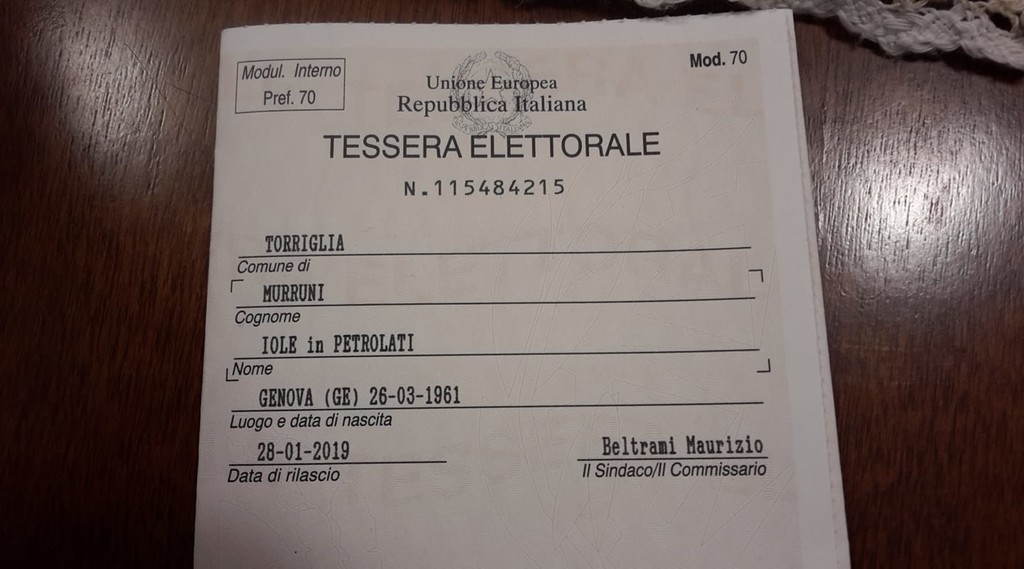 Modul. Interno
Pref. 70
Mod. 70
Unione Europea
Repubblica Italiana
TESSERA ELETTORALE
N.115484215
TORRIGLIA
Comune di
MURRUNI
Cognome
IOLE in PETROLATI
Nome
GENOVA (GE) 26-03-1961
Luogo e data di nascita
28-01-2019
Data di rilascio
Beltrami Maurizio
Il Sindaco/Il Commissario